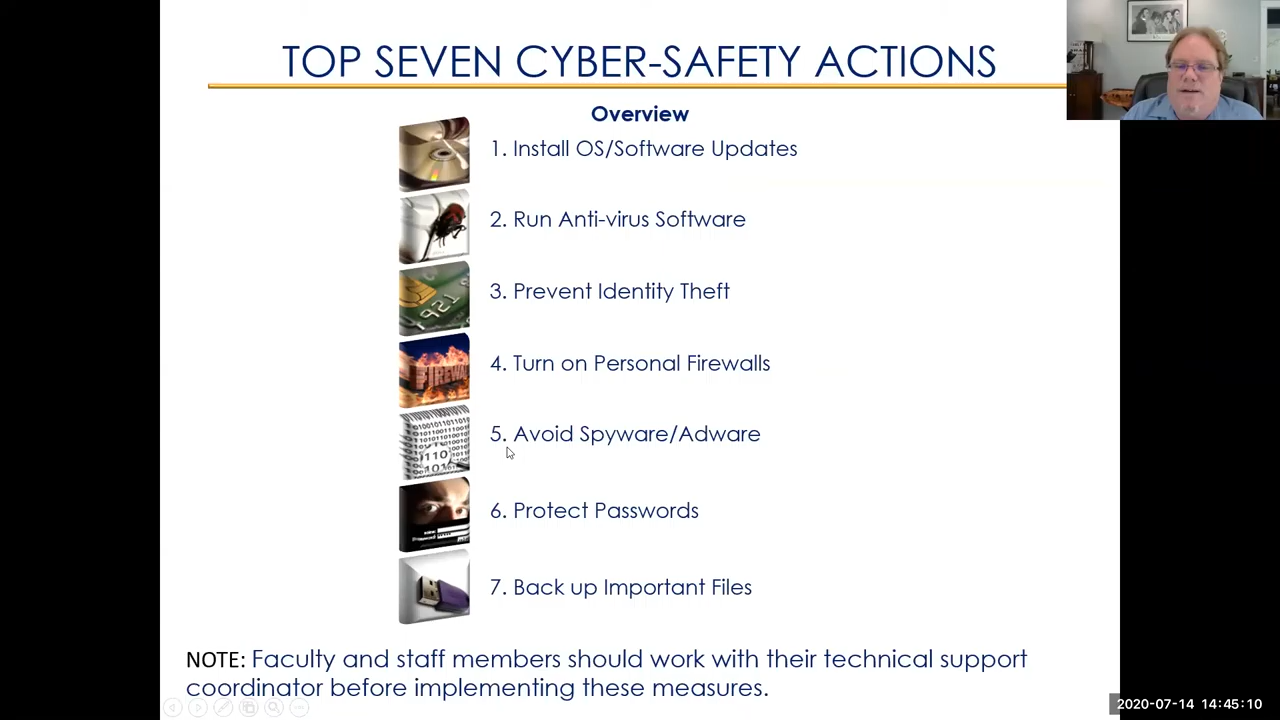 TOP SEVEN CYBER-SAFETY ACTIONS
Overview
1. Install OS/Software Updates
2. Run Anti-virus Software
3. Prevent Identity Theft
4. Turn on Personal Firewalls
5. Avoid Spyware/Adware
6. Protect Passwords
7. Back up Important Files
NOTE: Faculty and staff members should work with their technical support
coordinator before implementing these measures.
2020-07-14 14:45:10